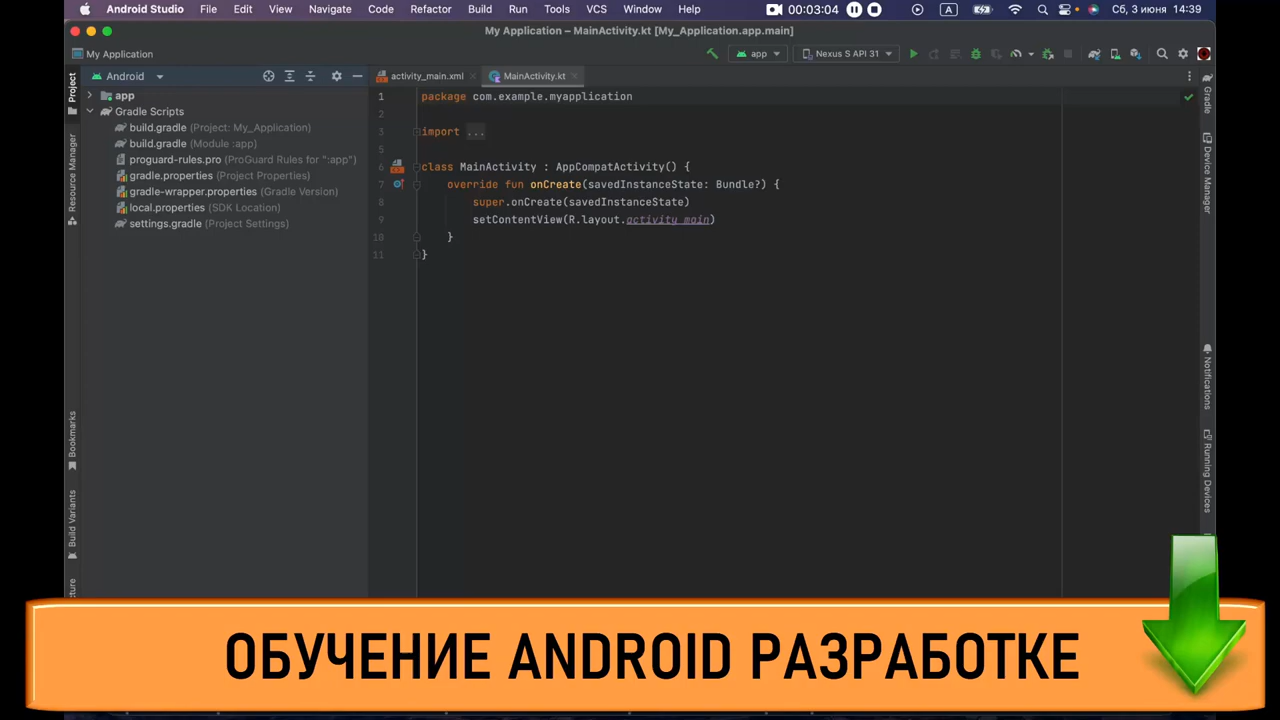 Android Studio File Edit View Navigate Code Refactor Build Run Tools VCS Window Help 00:03:04 A Сб, 3 июня 14:39
My Application – MainActivity.kt [My_Application.app.main]
My Application app Nexus S API 31
Android activity_main.xml MainActivity.kt
Project
Resource Manager
Bookmarks
Build Variants
app
Gradle Scripts
build.gradle (Project: My_Application)
build.gradle (Module :app)
proguard-rules.pro (ProGuard Rules for ":app")
gradle.properties (Project Properties)
gradle-wrapper.properties (Gradle Version)
local.properties (SDK Location)
settings.gradle (Project Settings)
1 package com.example.myapplication
2
3 import ...
5
6 class MainActivity : AppCompatActivity() {
7 override fun onCreate(savedInstanceState: Bundle?) {
8 super.onCreate(savedInstanceState)
9 setContentView(R.layout.activity_main)
10 }
11 }
Gradle
Device Manager
Notifications
Running Devices
ОБУЧЕНИЕ ANDROID РАЗРАБОТКЕ